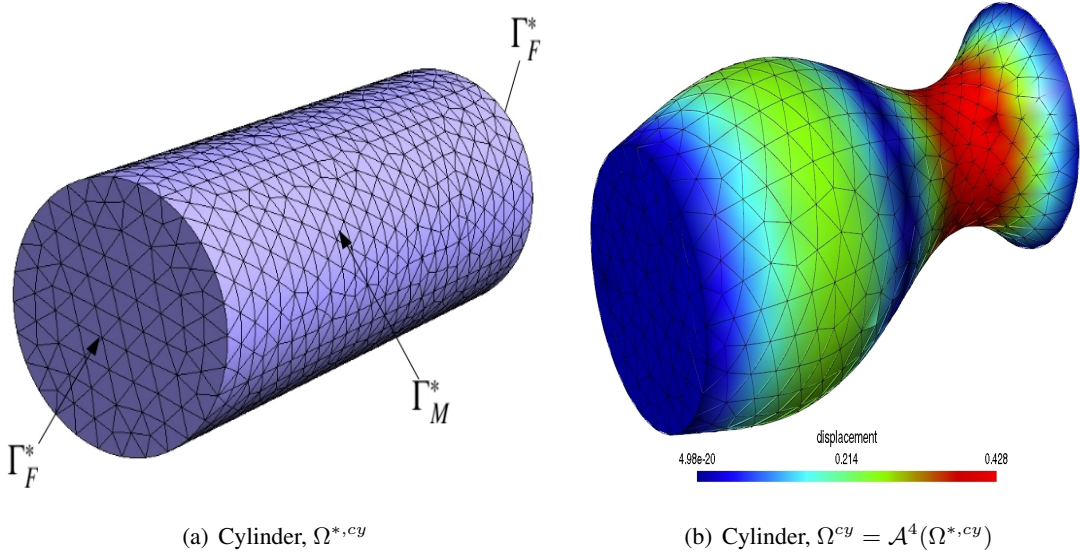 Γ*F
Γ*M
Γ*F
displacement
4.98e-20 0.214 0.428
(a) Cylinder, Ω*,cy
(b) Cylinder, Ωcy = 𝒜4(Ω*,cy)